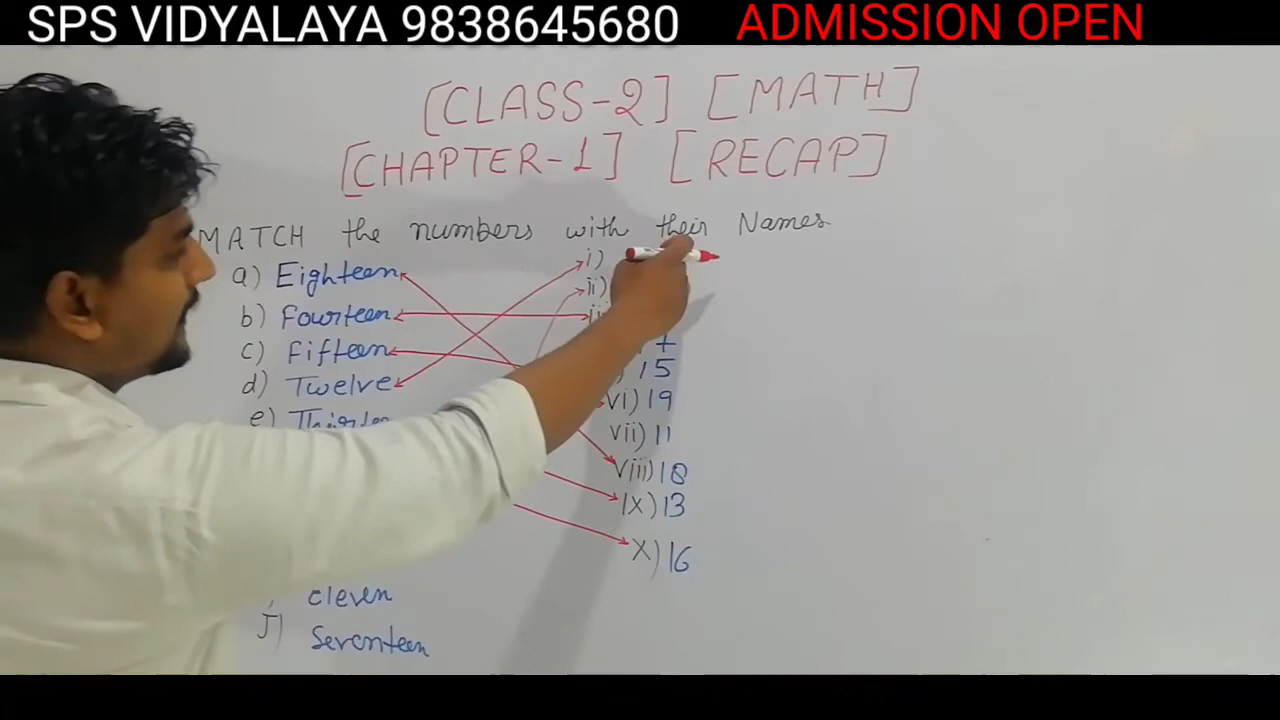 SPS VIDYALAYA 9838645680 ADMISSION OPEN
[CLASS-2] [MATH]
[CHAPTER-1] [RECAP]
MATCH the numbers with their Names
a) Eighteen i)
b) Fourteen ii)
c) Fifteen
d) Twelve 15
e) vi) 19
vii) 11
viii) 18
IX) 13
X) 16
eleven
J) Seventeen